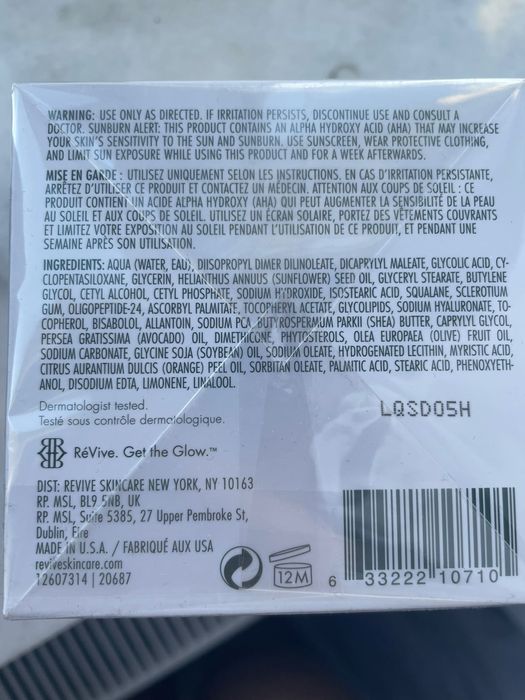 WARNING: USE ONLY AS DIRECTED. IF IRRITATION PERSISTS, DISCONTINUE USE AND CONSULT A
DOCTOR. SUNBURN ALERT: THIS PRODUCT CONTAINS AN ALPHA HYDROXY ACID (AHA) THAT MAY INCREASE
YOUR SKIN'S SENSITIVITY TO THE SUN AND SUNBURN. USE SUNSCREEN, WEAR PROTECTIVE CLOTHING,
AND LIMIT SUN EXPOSURE WHILE USING THIS PRODUCT AND FOR A WEEK AFTERWARDS.
MISE EN GARDE : UTILISEZ UNIQUEMENT SELON LES INSTRUCTIONS. EN CAS D'IRRITATION PERSISTANTE,
ARRÊTEZ D'UTILISER CE PRODUIT ET CONTACTEZ UN MÉDECIN. ATTENTION AUX COUPS DE SOLEIL : CE
PRODUIT CONTIENT UN ACIDE ALPHA HYDROXY (AHA) QUI PEUT AUGMENTER LA SENSIBILITÉ DE LA PEAU
AU SOLEIL ET AUX COUPS DE SOLEIL. UTILISEZ UN ÉCRAN SOLAIRE, PORTEZ DES VÊTEMENTS COUVRANTS
ET LIMITEZ VOTRE EXPOSITION AU SOLEIL PENDANT L'UTILISATION DE CE PRODUIT, ET PENDANT UNE
SEMAINE APRÈS SON UTILISATION.
INGREDIENTS: AQUA (WATER, EAU), DIISOPROPYL DIMER DILINOLEATE, DICAPRYLYL MALEATE, GLYCOLIC ACID, CY-
CLOPENTASILOXANE, GLYCERIN, HELIANTHUS ANNUUS (SUNFLOWER) SEED OIL, GLYCERYL STEARATE, BUTYLENE
GLYCOL, CETYL ALCOHOL, CETYL PHOSPHATE, SODIUM HYDROXIDE, ISOSTEARIC ACID, SQUALANE, SCLEROTIUM
GUM, OLIGOPEPTIDE-24, ASCORBYL PALMITATE, TOCOPHERYL ACETATE, GLYCOLIPIDS, SODIUM HYALURONATE, TO-
COPHEROL, BISABOLOL, ALLANTOIN, SODIUM PCA, BUTYROSPERMUM PARKII (SHEA) BUTTER, CAPRYLYL GLYCOL,
PERSEA GRATISSIMA (AVOCADO) OIL, DIMETHICONE, PHYTOSTEROLS, OLEA EUROPAEA (OLIVE) FRUIT OIL,
SODIUM CARBONATE, GLYCINE SOJA (SOYBEAN) OIL, SODIUM OLEATE, HYDROGENATED LECITHIN, MYRISTIC ACID,
CITRUS AURANTIUM DULCIS (ORANGE) PEEL OIL, SORBITAN OLEATE, PALMITIC ACID, STEARIC ACID, PHENOXYETH-
ANOL, DISODIUM EDTA, LIMONENE, LINALOOL.
Dermatologist tested.
Testé sous contrôle dermatologique.
LQSD05H
RéVive. Get the Glow.™
DIST: REVIVE SKINCARE NEW YORK, NY 10163
RP. MSL, BL9 5NB, UK
RP. MSL, Suite 5385, 27 Upper Pembroke St,
Dublin, Eire
MADE IN U.S.A. / FABRIQUÉ AUX USA
reviveskincare.com
12607314 | 20687
12M
6 33222 10710